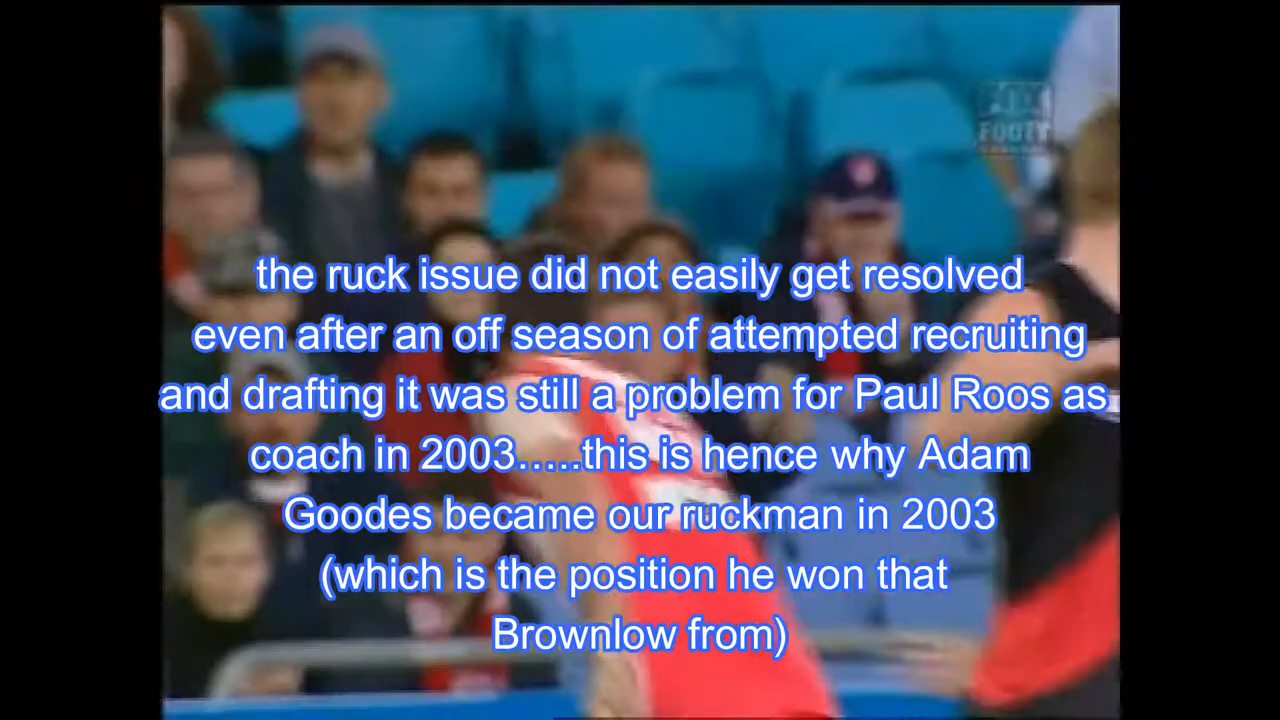 FOX
FOOTY
the ruck issue did not easily get resolved
even after an off season of attempted recruiting
and drafting it was still a problem for Paul Roos as
coach in 2003.....this is hence why Adam
Goodes became our ruckman in 2003
(which is the position he won that
Brownlow from)